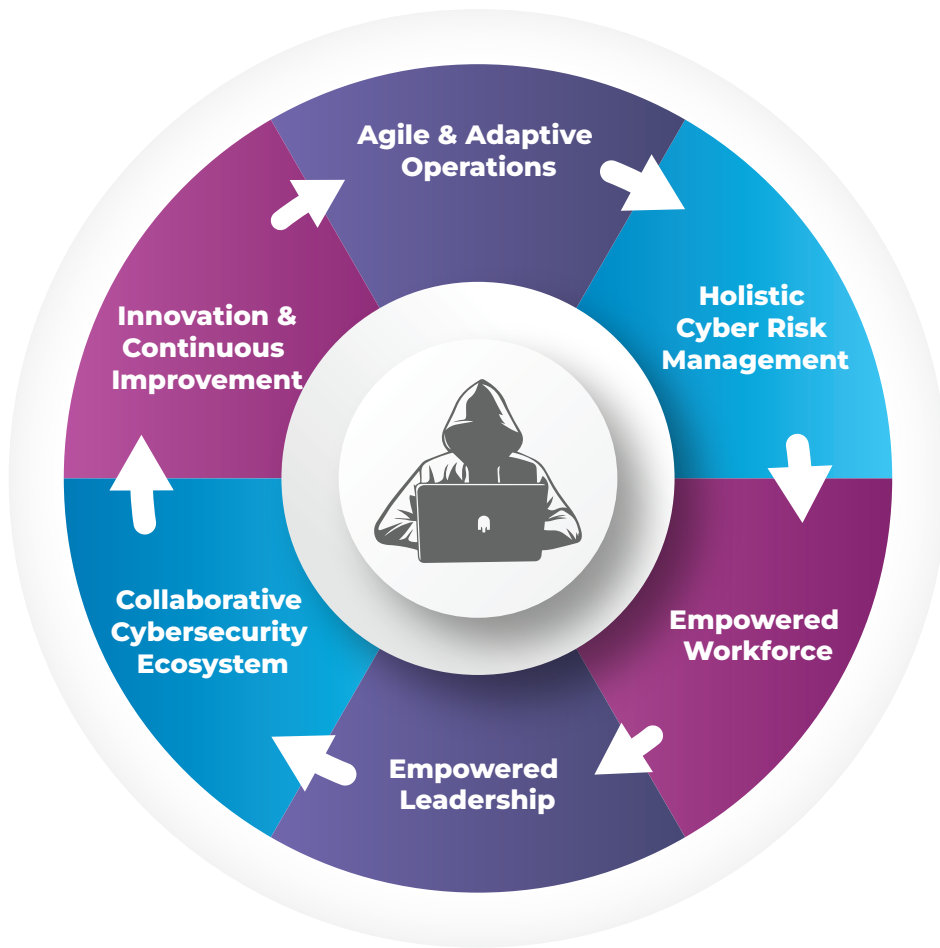 Agile & Adaptive
Operations
Holistic
Cyber Risk
Management
Empowered
Workforce
Empowered
Leadership
Collaborative
Cybersecurity
Ecosystem
Innovation &
Continuous
Improvement